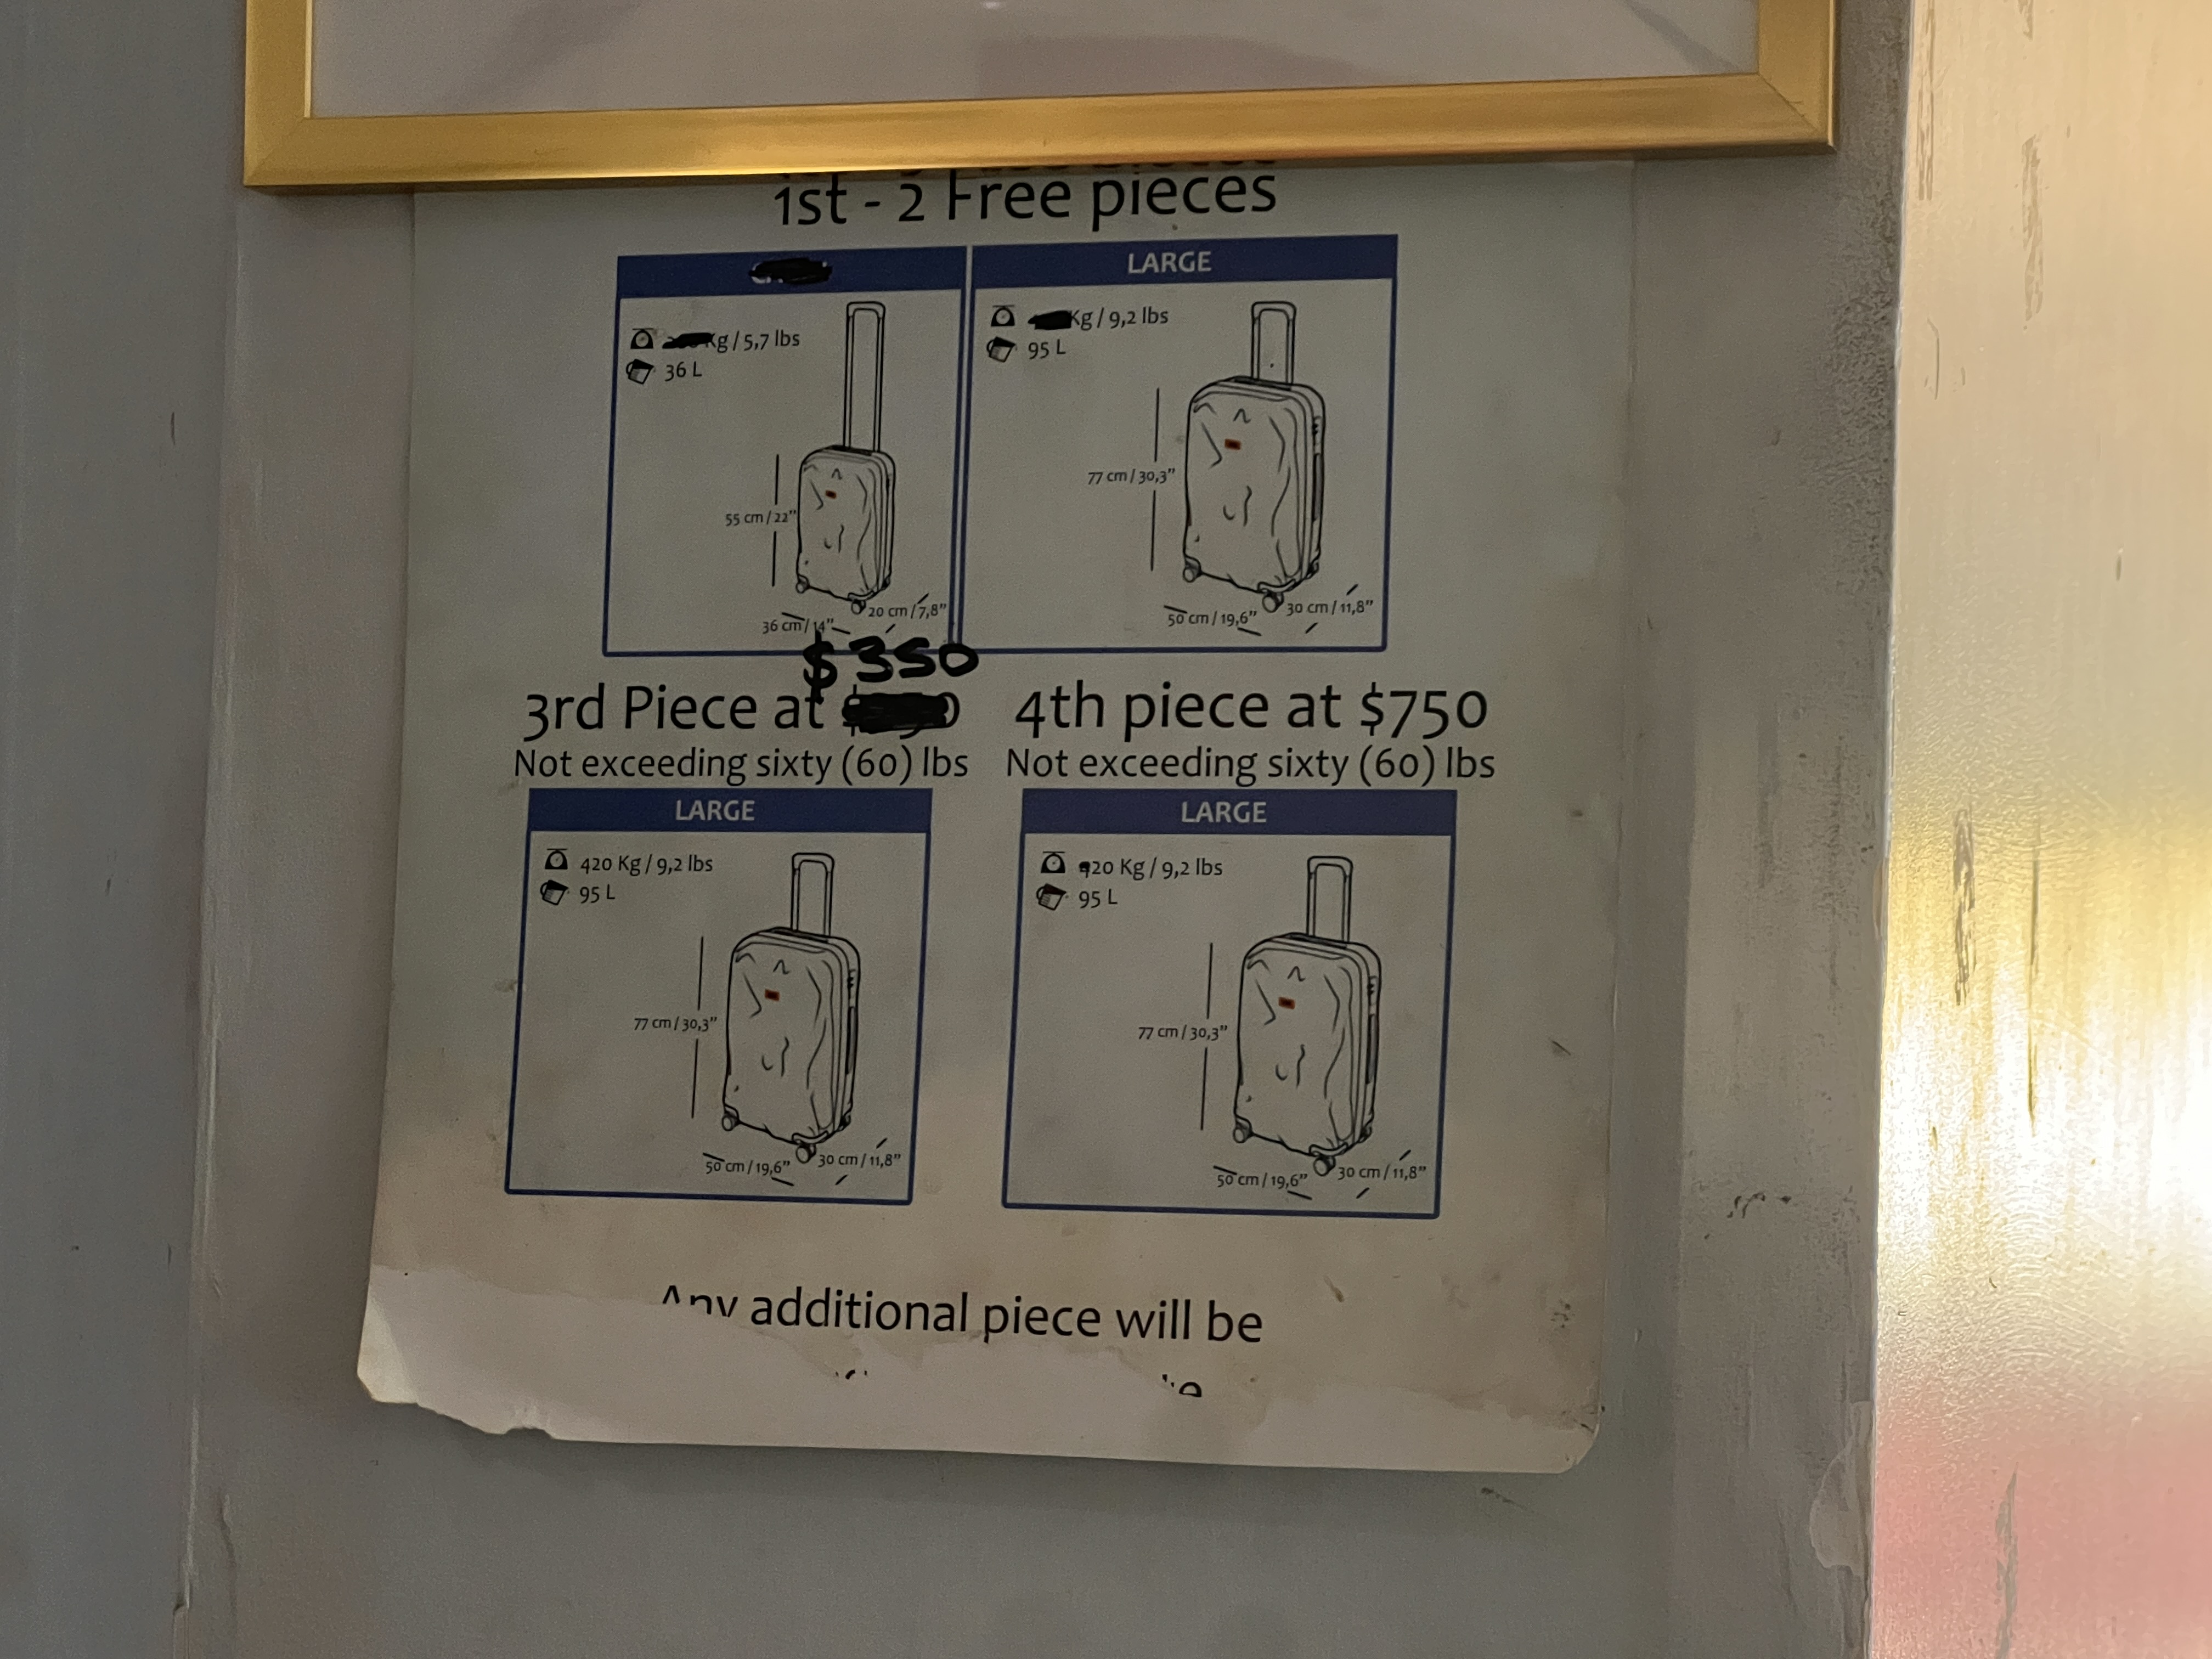 1st - 2 Free pieces
LARGE
Kg / 5,7 lbs
36 L
55 cm / 22"
36 cm / 14"
20 cm / 7,8"
Kg / 9,2 lbs
95 L
77 cm / 30,3"
50 cm / 19,6"
30 cm / 11,8"
$350
3rd Piece at
Not exceeding sixty (60) lbs
LARGE
420 Kg / 9,2 lbs
95 L
77 cm / 30,3"
50 cm / 19,6"
30 cm / 11,8"
4th piece at $750
Not exceeding sixty (60) lbs
LARGE
420 Kg / 9,2 lbs
95 L
77 cm / 30,3"
50 cm / 19,6"
30 cm / 11,8"
Any additional piece will be